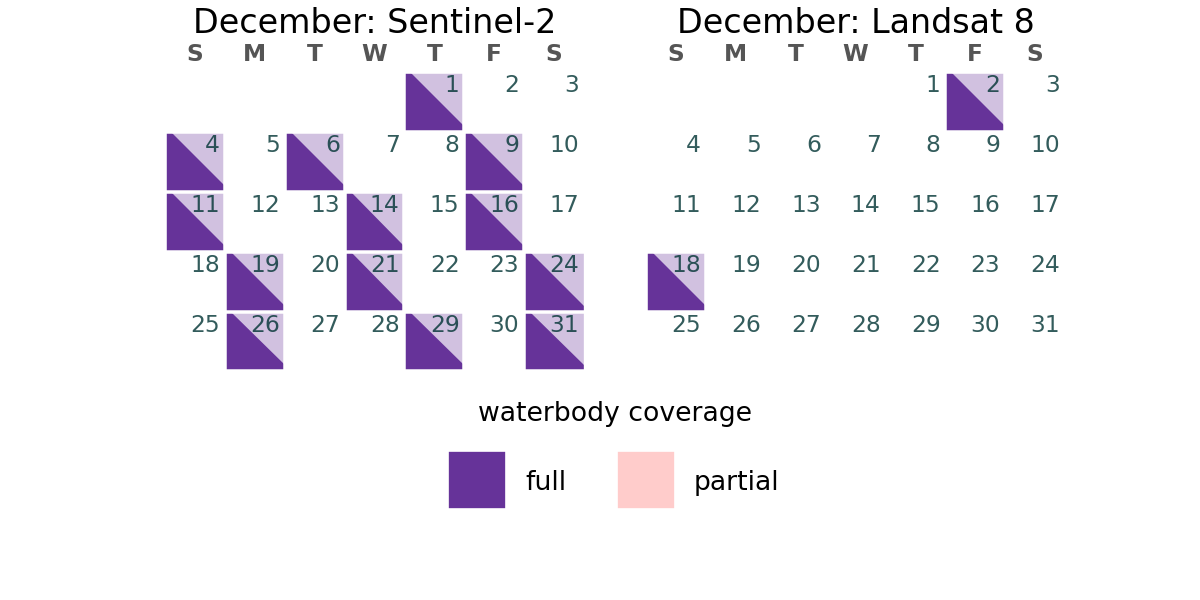 December: Sentinel-2
S M T W T F S
1 2 3
4 5 6 7 8 9 10
11 12 13 14 15 16 17
18 19 20 21 22 23 24
25 26 27 28 29 30 31
December: Landsat 8
S M T W T F S
1 2 3
4 5 6 7 8 9 10
11 12 13 14 15 16 17
18 19 20 21 22 23 24
25 26 27 28 29 30 31
waterbody coverage
full partial